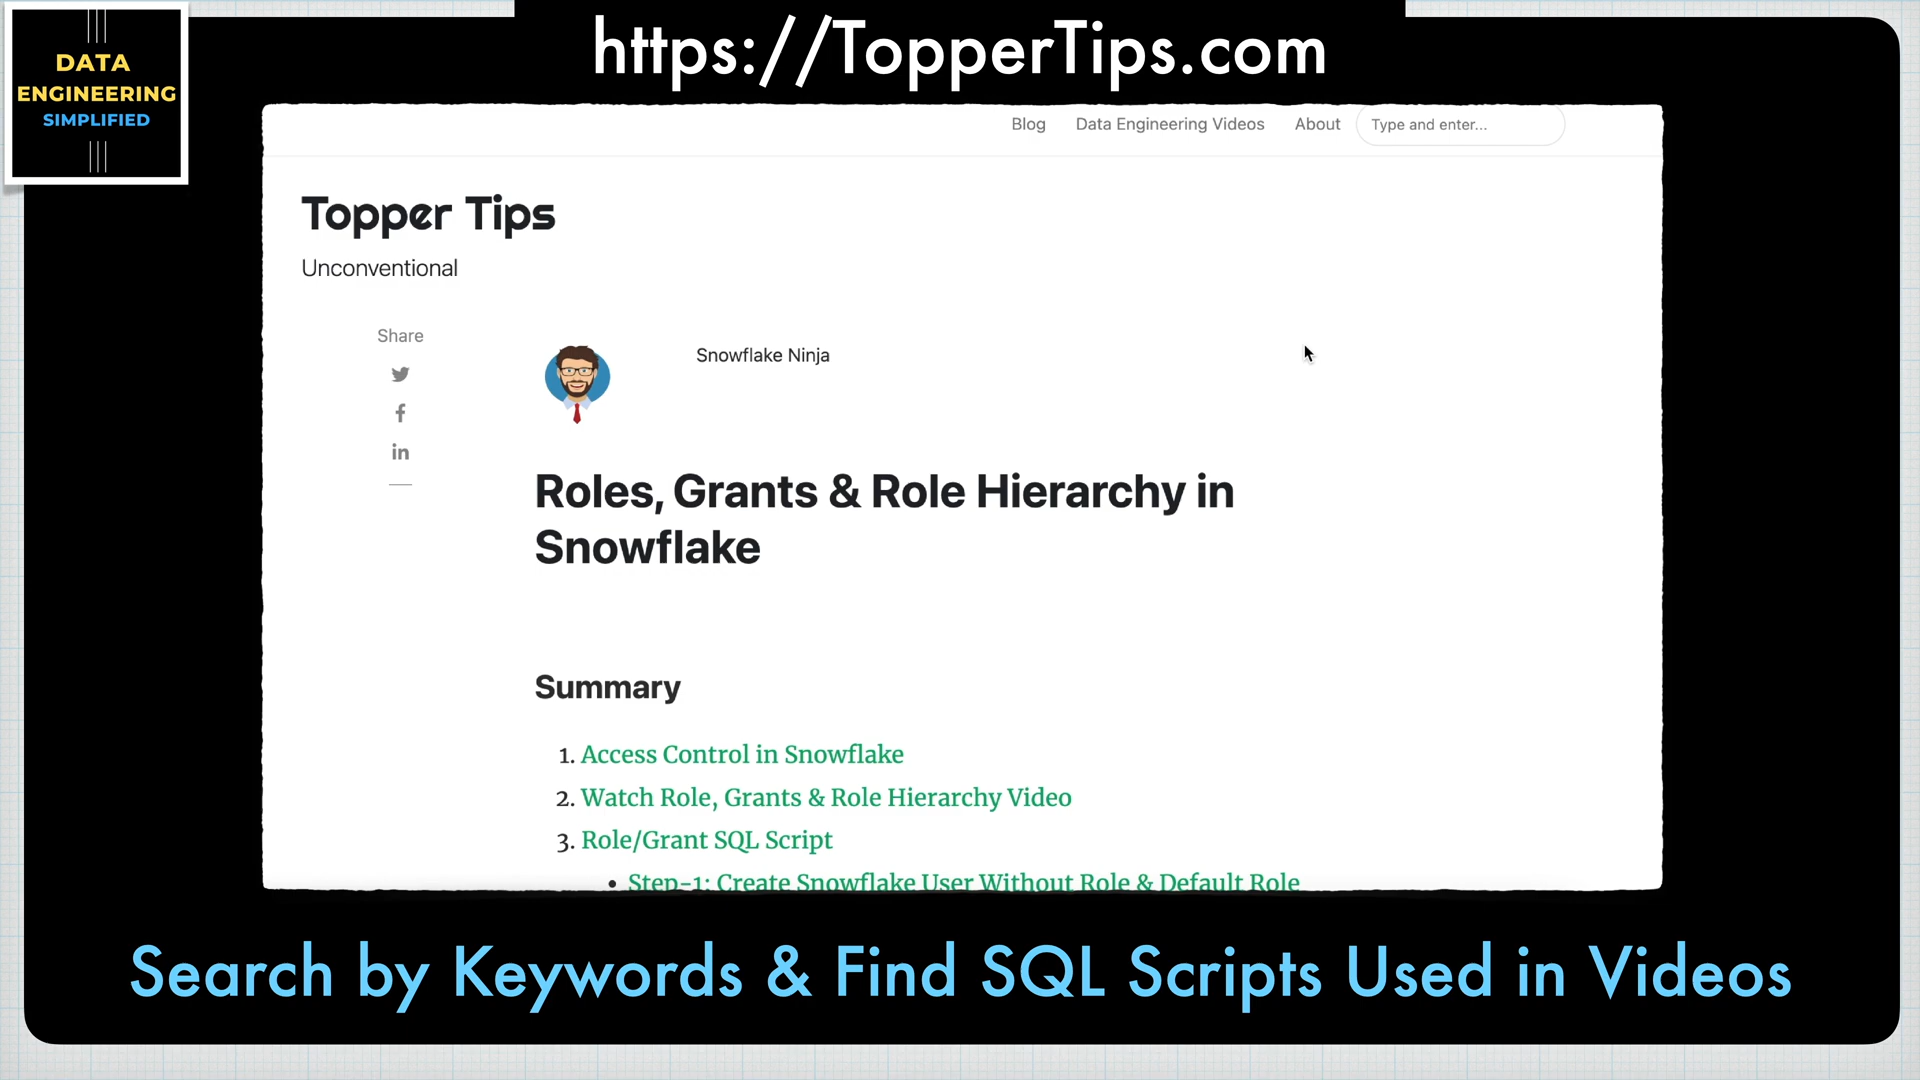 https://TopperTips.com
DATA
ENGINEERING
SIMPLIFIED
Blog Data Engineering Videos About Type and enter...
Topper Tips
Unconventional
Share
Snowflake Ninja
Roles, Grants & Role Hierarchy in
Snowflake
Summary
1. Access Control in Snowflake
2. Watch Role, Grants & Role Hierarchy Video
3. Role/Grant SQL Script
• Step-1: Create Snowflake User Without Role & Default Role
Search by Keywords & Find SQL Scripts Used in Videos